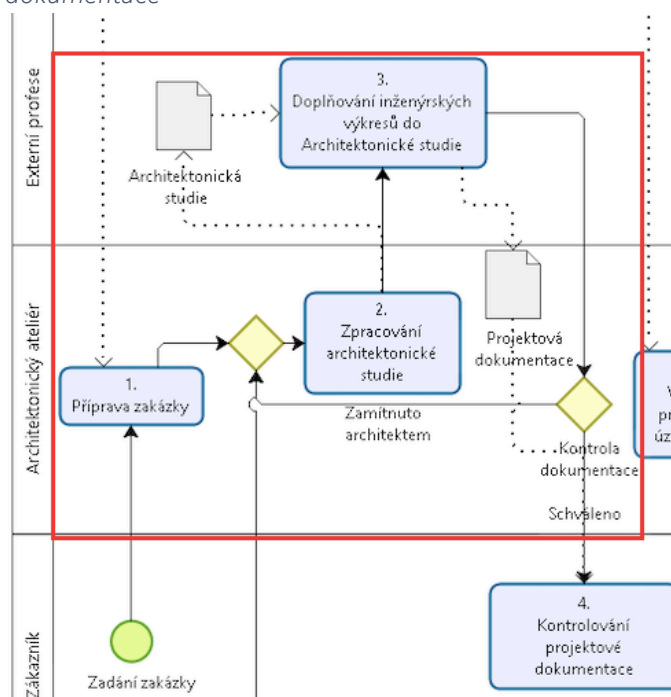 dokumentace
Externí profese
3.
Doplňování inženýrských
výkresů do
Architektonické studie
Architektonická
studie
Architektonický ateliér
2.
Zpracování
architektonické
studie
Projektová
dokumentace
1.
Příprava zakázky
Zamítnuto
architektem
Kontrola
dokumentace
Schváleno
Zákazník
Zadání zakázky
4.
Kontrolování
projektové
dokumentace